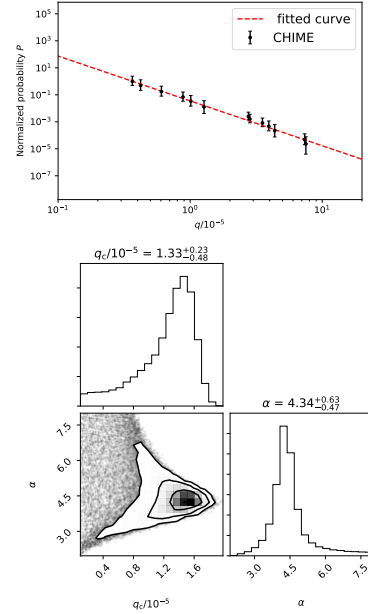 10^5
10^3
10^1
10^-1
10^-3
10^-5
10^-7
Normalized probability P
fitted curve
CHIME
10^-1
10^0
10^1
q/10^-5
q_c/10^-5 = 1.33^{+0.23}_{-0.48}
α = 4.34^{+0.63}_{-0.47}
7.5
6.0
4.5
3.0
α
0.4
0.8
1.2
1.6
q_c/10^-5
3.0
4.5
6.0
7.5
α